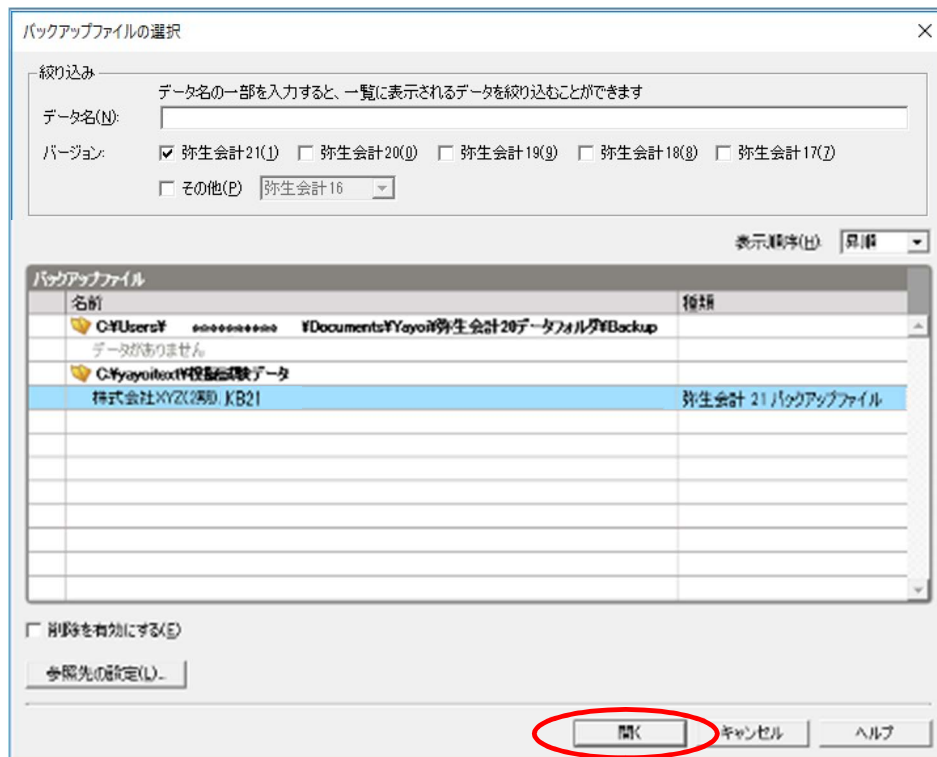 バックアップファイルの選択
絞り込み
データ名の一部を入力すると、一覧に表示されるデータを絞り込むことができます
データ名(N):
バージョン: 弥生会計21(1) 弥生会計20(0) 弥生会計19(9) 弥生会計18(8) 弥生会計17(7)
その他(P) 弥生会計16
表示順序(H): 昇順
バックアップファイル
名前 種類
C:¥Users¥ ********** ¥Documents¥Yayoi¥弥生会計20データフォルダ¥Backup
データがありません
C:¥yayoitext¥ データ
株式会社XYZ(2 .KB21 弥生会計 21 バックアップファイル
削除を有効にする(E)
参照先の設定(L)...
開く キャンセル ヘルプ